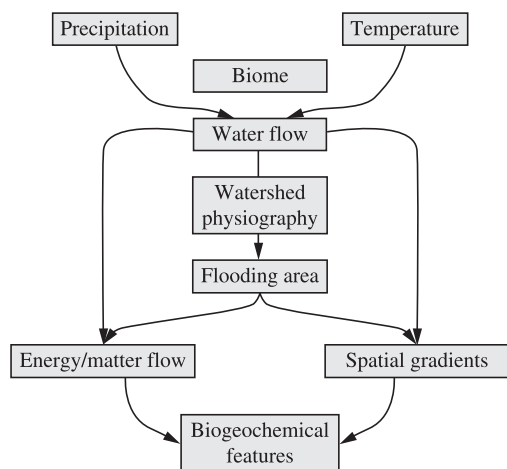 Precipitation
Temperature
Biome
Water flow
Watershed
physiography
Flooding area
Energy/matter flow
Spatial gradients
Biogeochemical
features